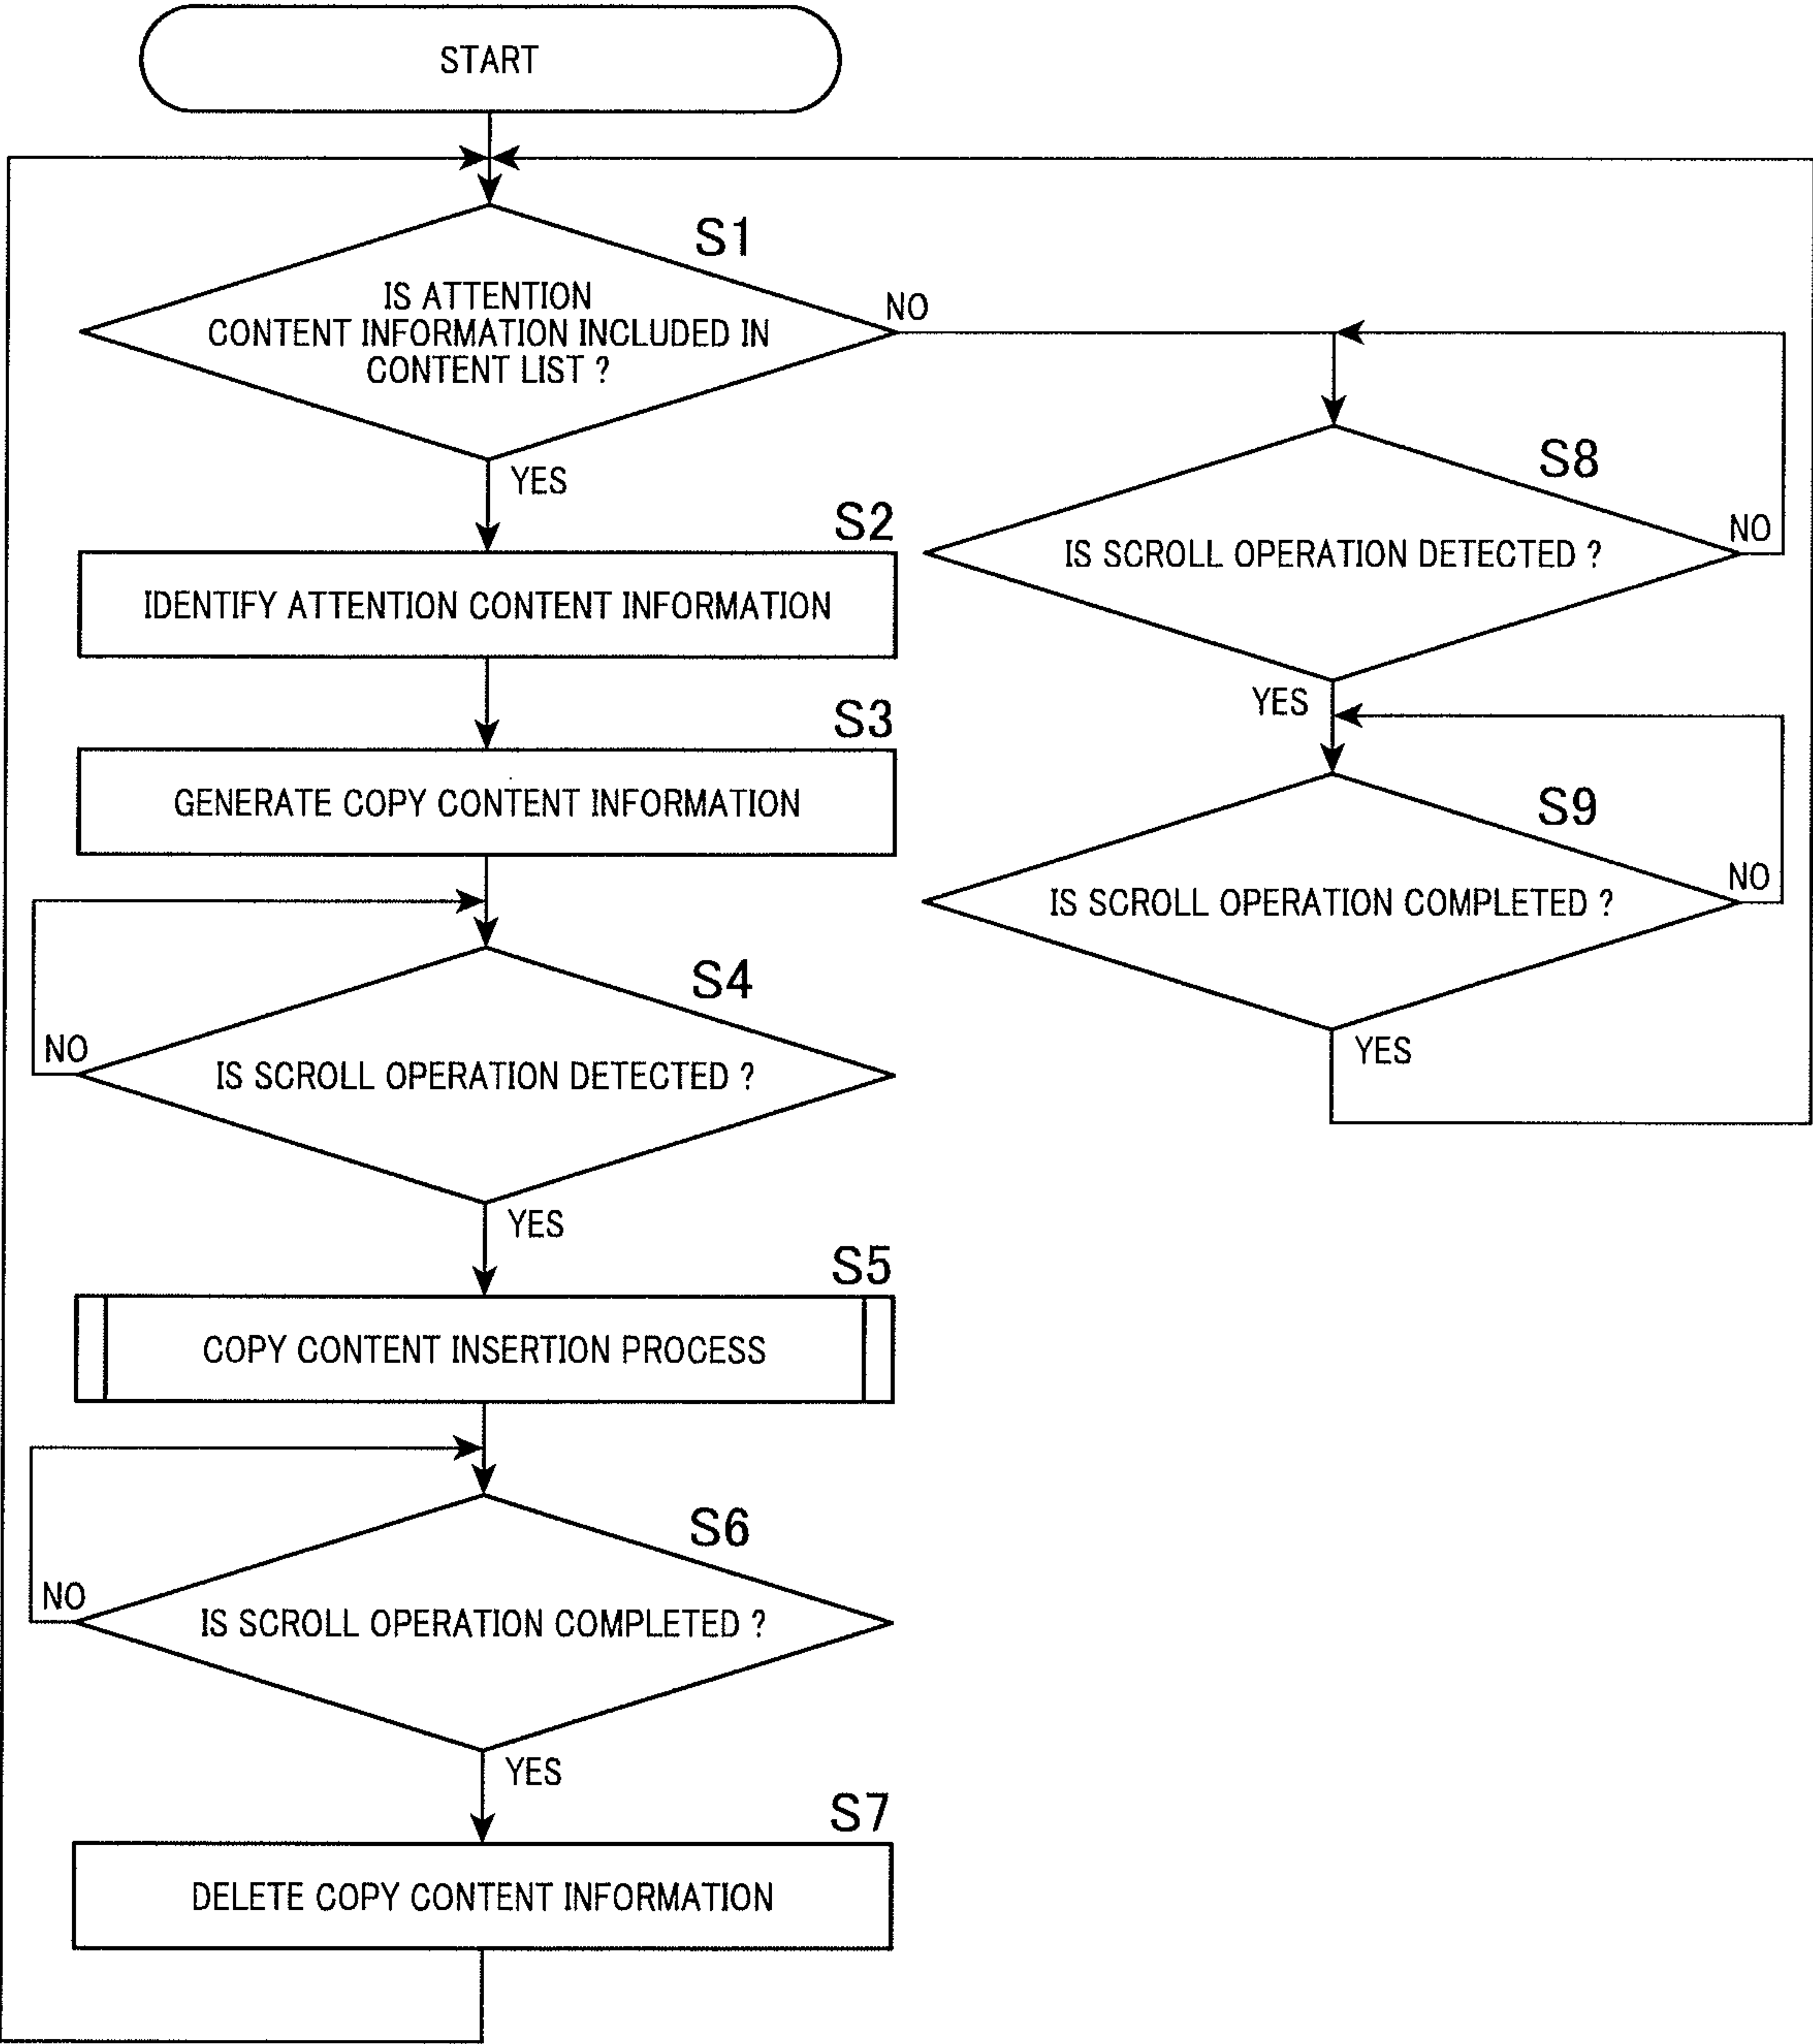 START
S1
IS ATTENTION
CONTENT INFORMATION INCLUDED IN
CONTENT LIST ?
NO
YES
S2
IDENTIFY ATTENTION CONTENT INFORMATION
S3
GENERATE COPY CONTENT INFORMATION
S4
IS SCROLL OPERATION DETECTED ?
NO
YES
S5
COPY CONTENT INSERTION PROCESS
S6
IS SCROLL OPERATION COMPLETED ?
NO
YES
S7
DELETE COPY CONTENT INFORMATION
S8
IS SCROLL OPERATION DETECTED ?
NO
YES
S9
IS SCROLL OPERATION COMPLETED ?
NO
YES